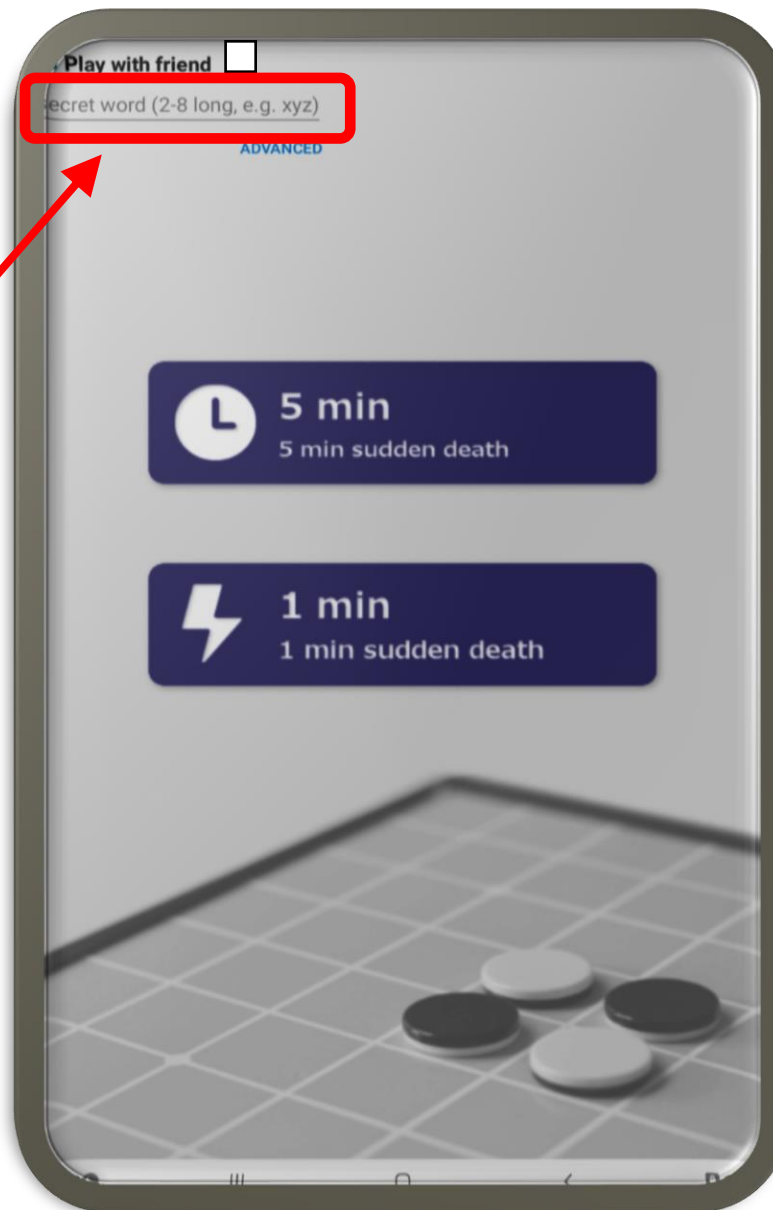 Play with friend
ecret word (2-8 long, e.g. xyz)
ADVANCED
5 min
5 min sudden death
1 min
1 min sudden death